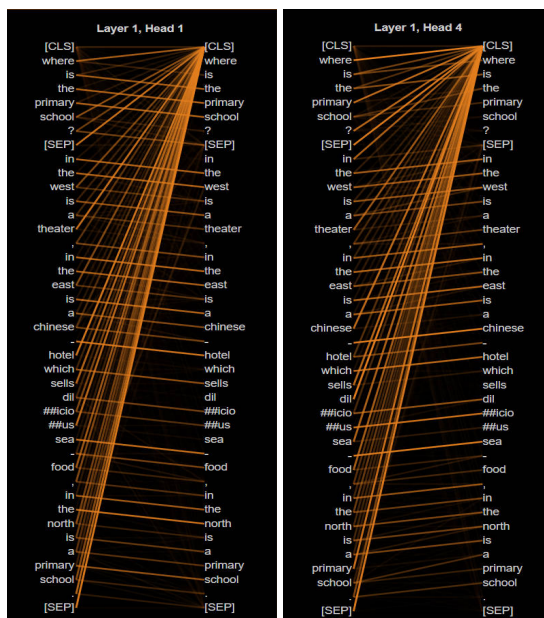 Layer 1, Head 1
[CLS] [CLS]
where where
is is
the the
primary primary
school school
? ?
[SEP] [SEP]
in in
the the
west west
is is
a a
theater theater
, ,
in in
the the
east east
is is
a a
chinese chinese
- -
hotel hotel
which which
sells sells
dil dil
##icio ##icio
##us ##us
sea sea
- -
food food
, ,
in in
the the
north north
is is
a a
primary primary
school school
. .
[SEP] [SEP]
Layer 1, Head 4
[CLS] [CLS]
where where
is is
the the
primary primary
school school
? ?
[SEP] [SEP]
in in
the the
west west
is is
a a
theater theater
, ,
in in
the the
east east
is is
a a
chinese chinese
- -
hotel hotel
which which
sells sells
dil dil
##icio ##icio
##us ##us
sea sea
- -
food food
, ,
in in
the the
north north
is is
a a
primary primary
school school
. .
[SEP] [SEP]